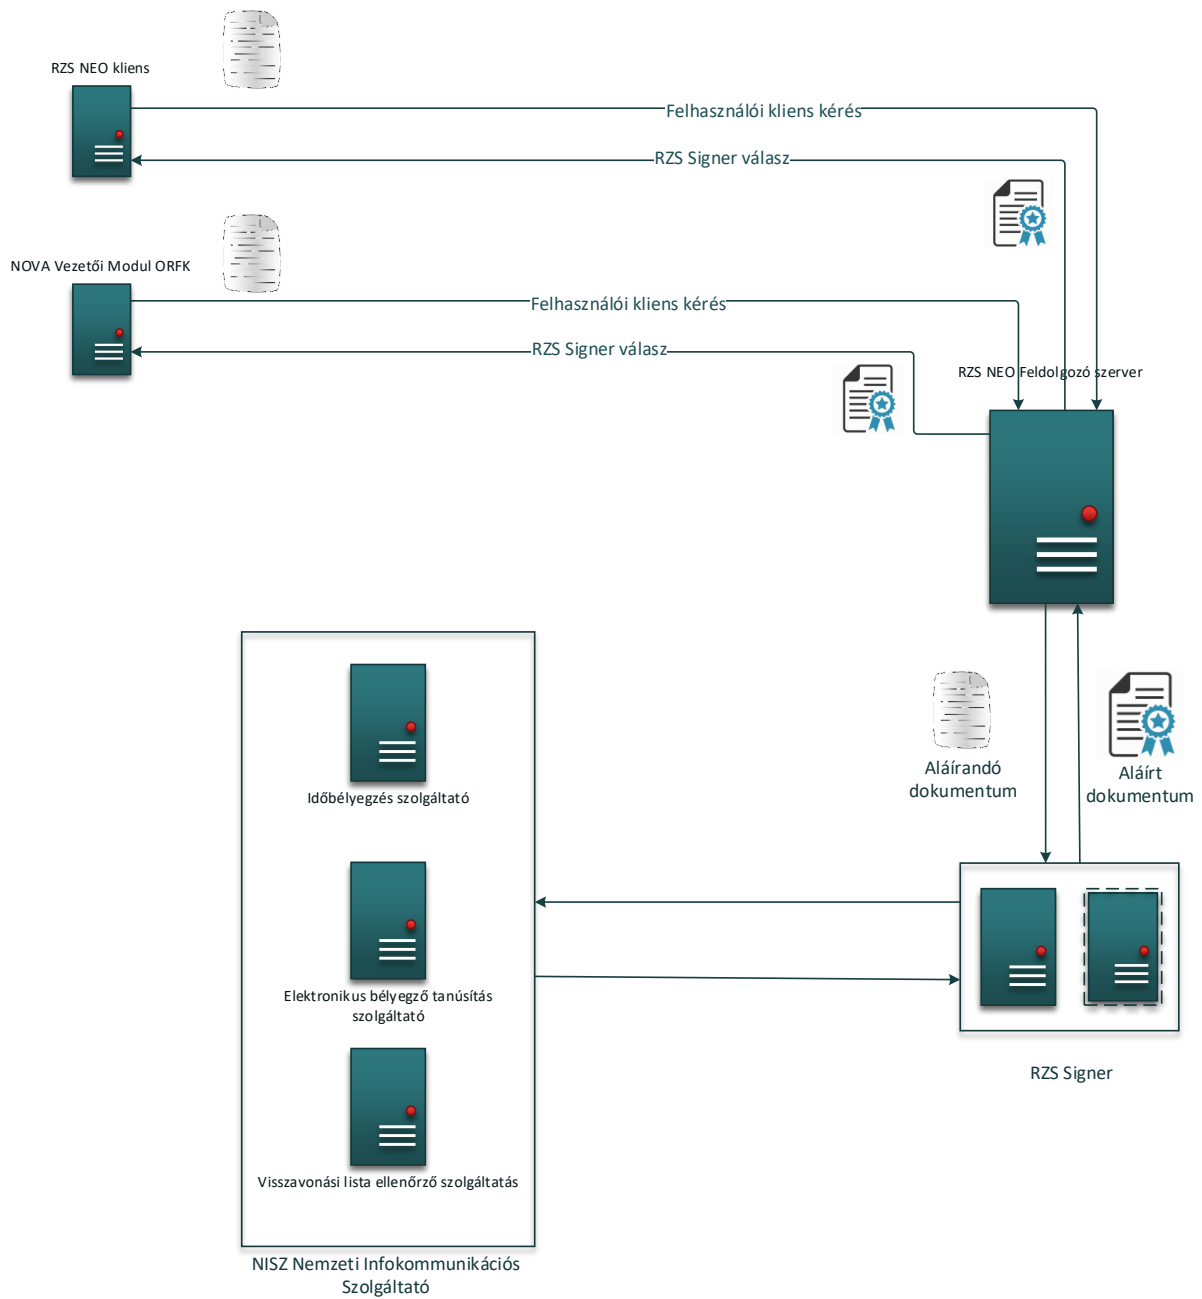 RZS NEO kliens
Felhasználói kliens kérés
RZS Signer válasz
NOVA Vezetői Modul ORFK
Felhasználói kliens kérés
RZS Signer válasz
RZS NEO Feldolgozó szerver
Aláírandó
dokumentum
Aláírt
dokumentum
Időbélyegzés szolgáltató
Elektronikus bélyegző tanúsítás
szolgáltató
Visszavonási lista ellenőrző szolgáltatás
RZS Signer
NISZ Nemzeti Infokommunikációs
Szolgáltató